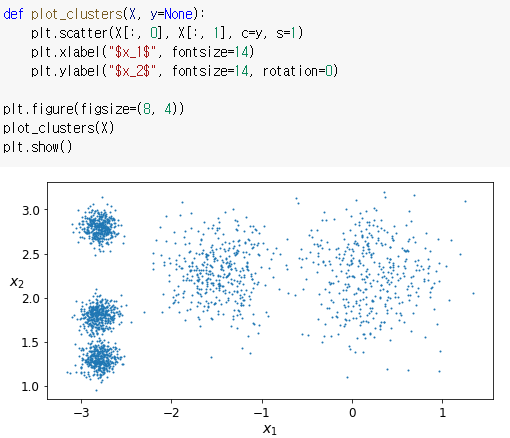 def plot_clusters(X, y=None):
    plt.scatter(X[:, 0], X[:, 1], c=y, s=1)
    plt.xlabel("$x_1$", fontsize=14)
    plt.ylabel("$x_2$", fontsize=14, rotation=0)
plt.figure(figsize=(8, 4))
plot_clusters(X)
plt.show()
3.0
2.5
x2
2.0
1.5
1.0
−3 −2 −1 0 1
x1